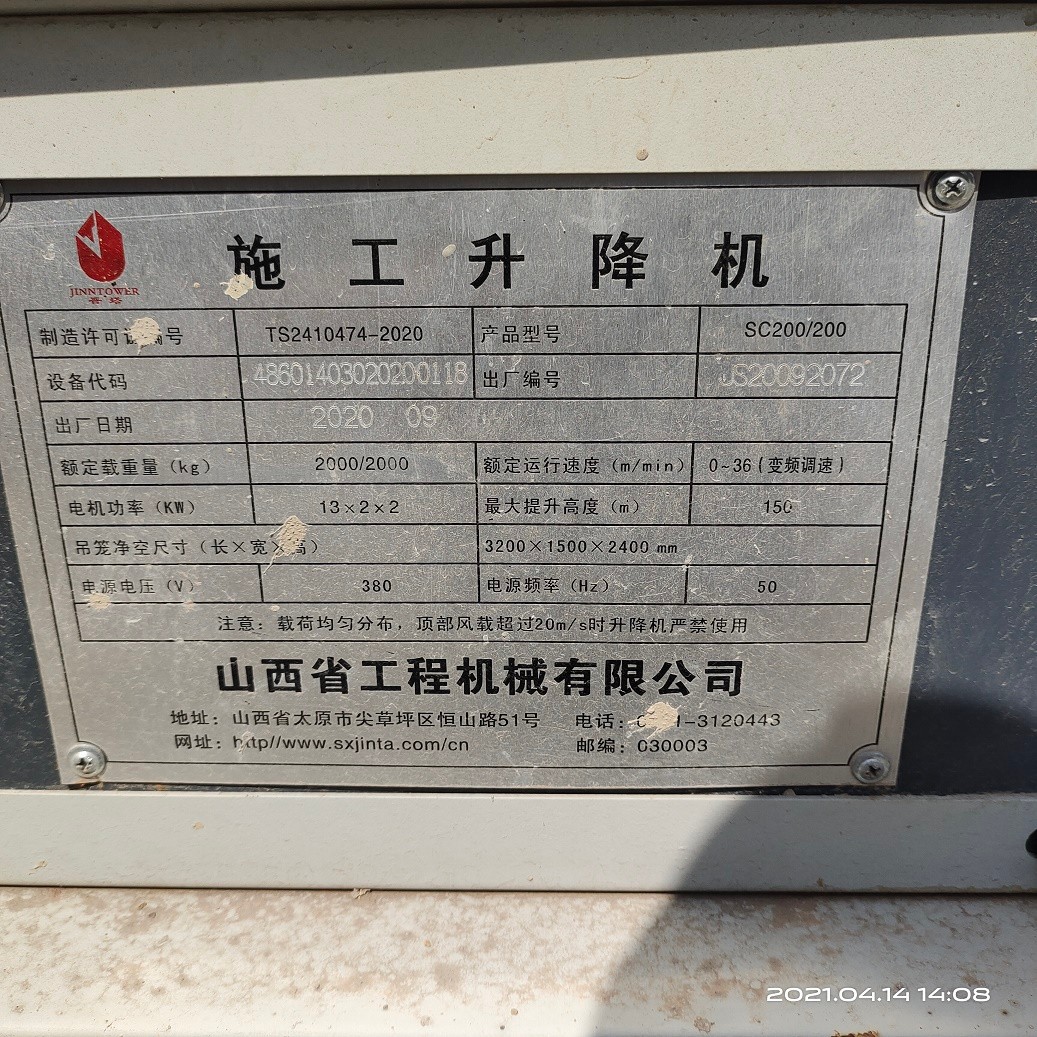 JINNTOWER
晋塔
施工升降机
制造许可证编号 TS2410474-2020 产品型号 SC200/200
设备代码 48601403020200118 出厂编号 JS20092072
出厂日期 2020 09
额定载重量（kg） 2000/2000 额定运行速度（m/min） 0~36（变频调速）
电机功率（KW） 13×2×2 最大提升高度（m） 150
吊笼净空尺寸（长×宽×高） 3200×1500×2400 mm
电源电压（V） 380 电源频率（Hz） 50
注意：载荷均匀分布，顶部风载超过20m/s时升降机严禁使用
山西省工程机械有限公司
地址：山西省太原市尖草坪区恒山路51号 电话：0351-3120443
网址：http//www.sxjinta.com/cn 邮编：030003
2021.04.14 14:08